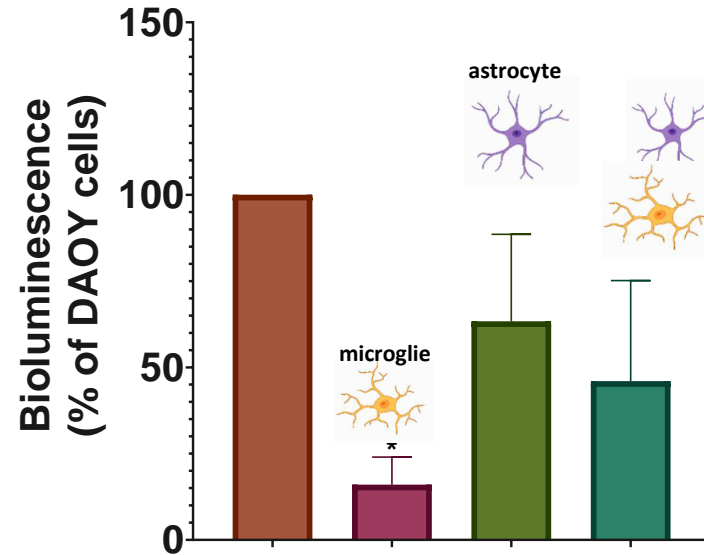 150
100
50
0
Bioluminescence
(% of DAOY cells)
microglie
*
astrocyte